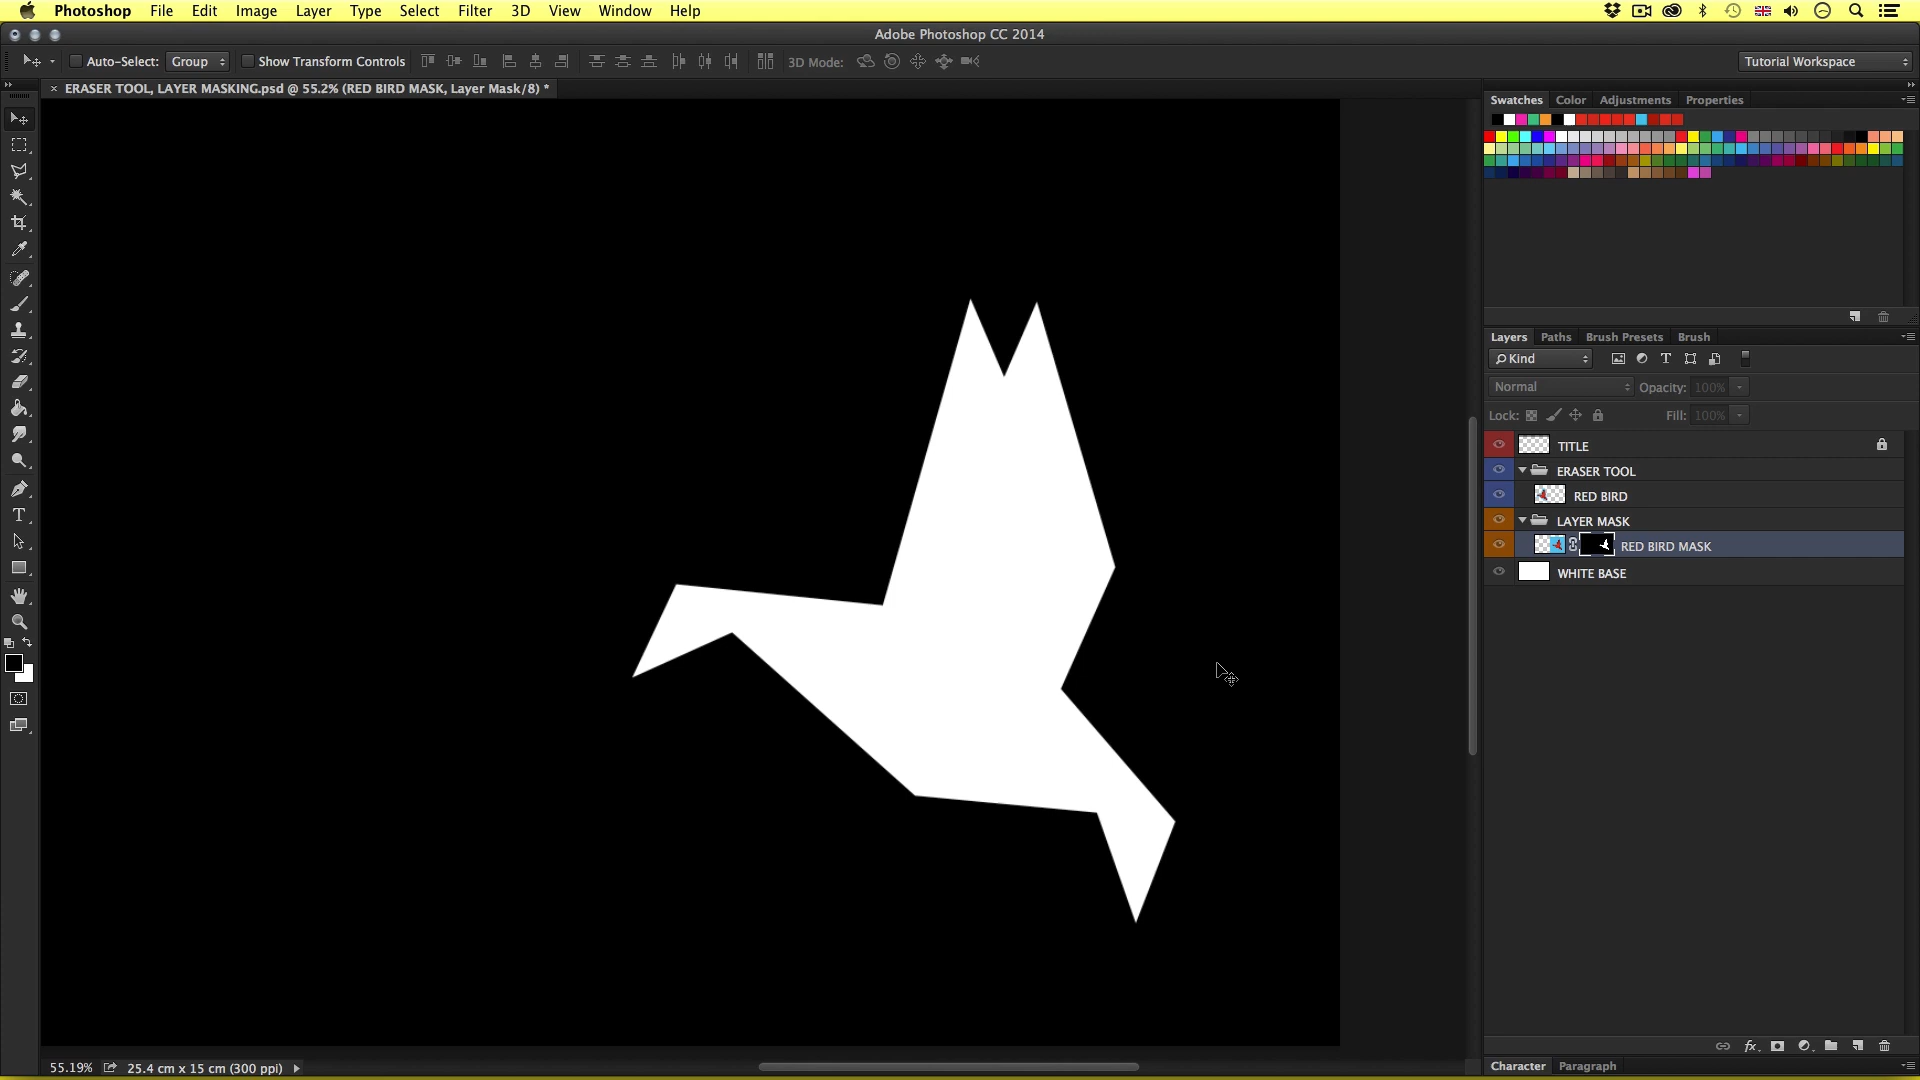 Photoshop File Edit Image Layer Type Select Filter 3D View Window Help
Adobe Photoshop CC 2014
Auto-Select: Group Show Transform Controls 3D Mode: Tutorial Workspace
× ERASER TOOL, LAYER MASKING.psd @ 55.2% (RED BIRD MASK, Layer Mask/8) *
Swatches Color Adjustments Properties
Layers Paths Brush Presets Brush
Kind
Normal Opacity: 100%
Lock: Fill: 100%
TITLE
ERASER TOOL
RED BIRD
LAYER MASK
RED BIRD MASK
WHITE BASE
55.19% 25.4 cm x 15 cm (300 ppi)
Character Paragraph